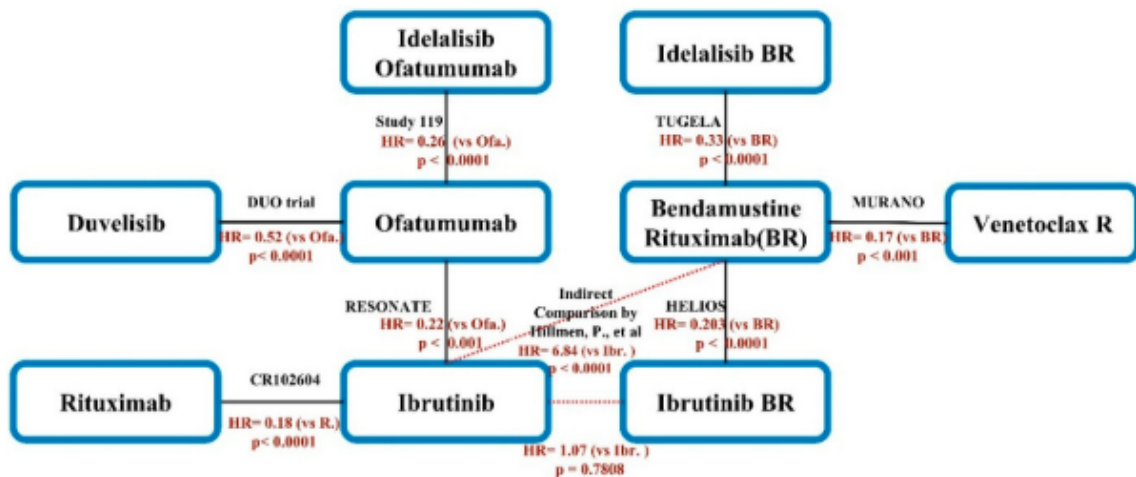 Idelalisib
Ofatumumab
Idelalisib BR
Study 119
HR= 0.26 (vs Ofa.)
p < 0.0001
TUGELA
HR= 0.33 (vs BR)
p < 0.0001
Duvelisib
DUO trial
HR= 0.52 (vs Ofa.)
p< 0.0001
Ofatumumab
Bendamustine
Rituximab(BR)
MURANO
HR= 0.17 (vs BR)
p < 0.001
Venetoclax R
RESONATE
HR= 0.22 (vs Ofa.)
p < 0.001
Indirect
Comparison by
Hillmen, P., et al
HR= 6.84 (vs Ibr. )
p < 0.0001
HELIOS
HR= 0.203 (vs BR)
p < 0.0001
Rituximab
CR102604
HR= 0.18 (vs R.)
p< 0.0001
Ibrutinib
Ibrutinib BR
HR= 1.07 (vs Ibr. )
p = 0.7808